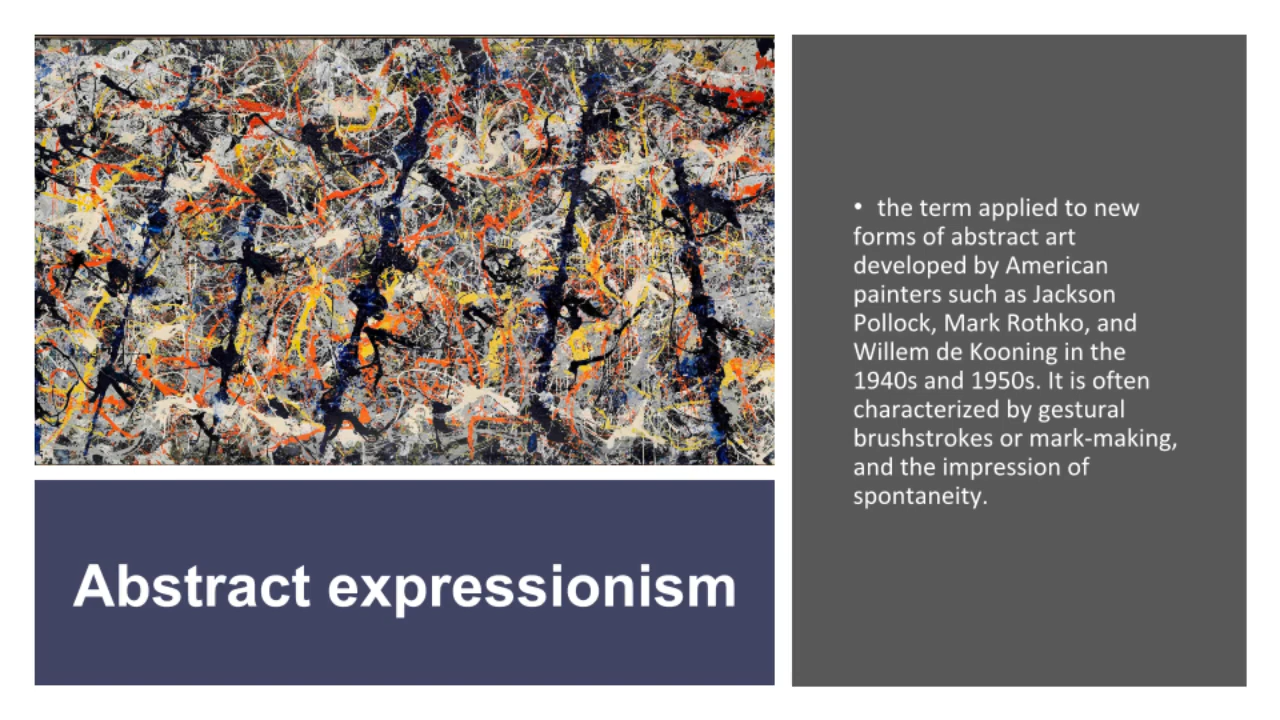 Abstract expressionism
• the term applied to new
forms of abstract art
developed by American
painters such as Jackson
Pollock, Mark Rothko, and
Willem de Kooning in the
1940s and 1950s. It is often
characterized by gestural
brushstrokes or mark-making,
and the impression of
spontaneity.